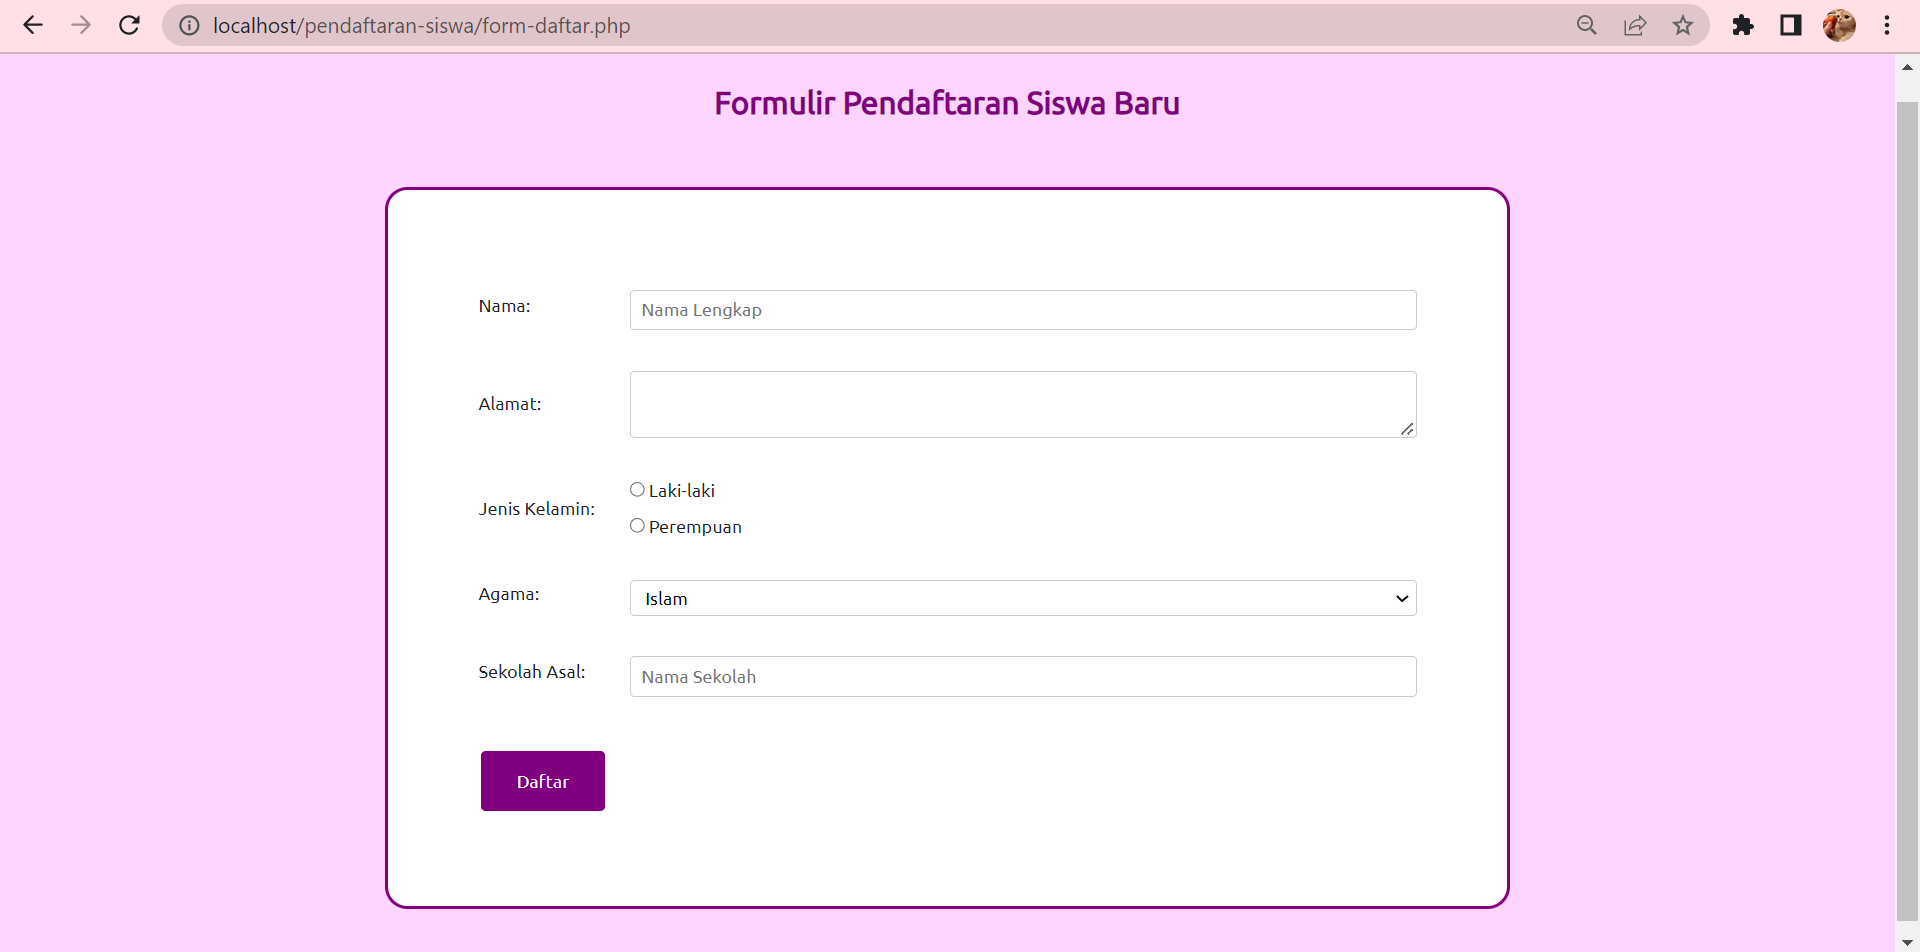 localhost/pendaftaran-siswa/form-daftar.php
Formulir Pendaftaran Siswa Baru
Nama:
Nama Lengkap
Alamat:
Jenis Kelamin:
Laki-laki
Perempuan
Agama:
Islam
Sekolah Asal:
Nama Sekolah
Daftar